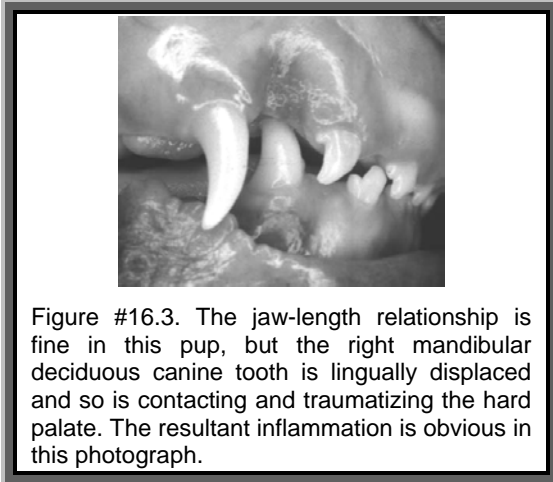 Figure #16.3. The jaw-length relationship is
fine in this pup, but the right mandibular
deciduous canine tooth is lingually displaced
and so is contacting and traumatizing the hard
palate. The resultant inflammation is obvious in
this photograph.